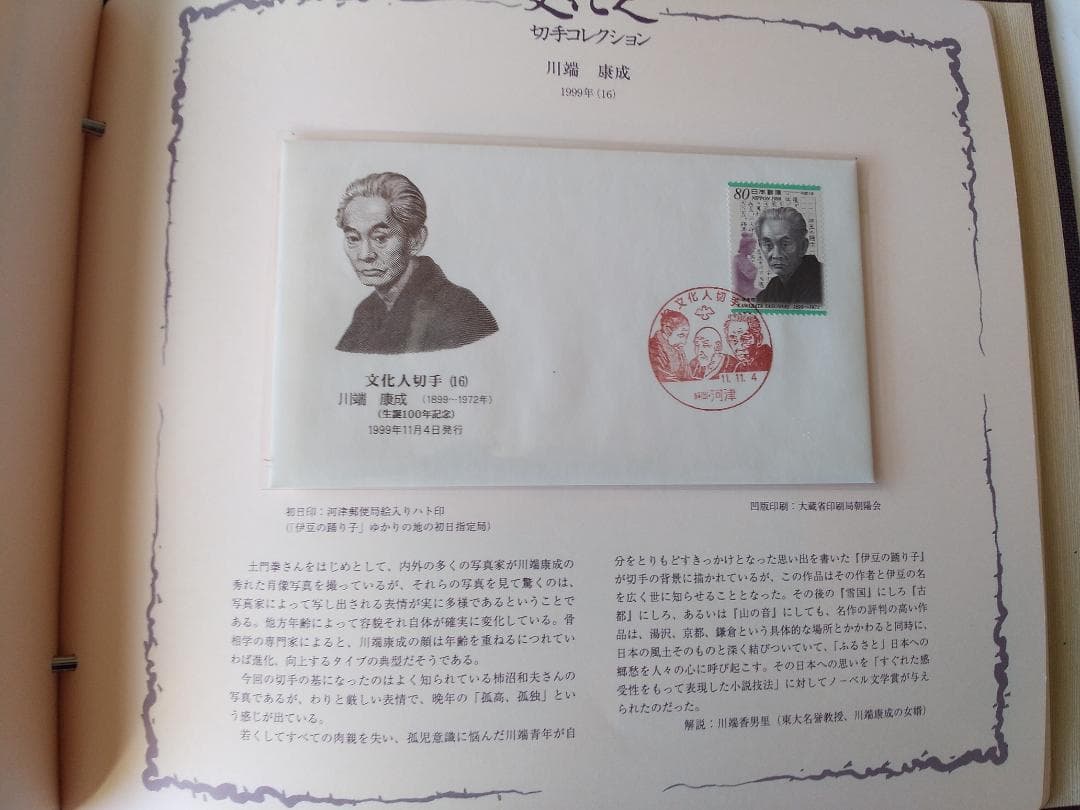 文化人
切手コレクション
川端 康成
1999年(16)
80 日本郵便
NIPPON 1999
KAWABATA YASUNARI 1899~1972
文化人切手
11.11.4
静岡・河津
文化人切手 (16)
川端 康成 (1899〜1972年)
(生誕100年記念)
1999年11月4日発行
初日印:河津郵便局絵入りハト印
(『伊豆の踊り子』ゆかりの地の初日指定局)
凹版印刷:大蔵省印刷局朝陽会
土門拳さんをはじめとして、内外の多くの写真家が川端康成の
秀れた肖像写真を撮っているが、それらの写真を見て驚くのは、
写真家によって写し出される表情が実に多様であるということで
ある。他方年齢によって容貌それ自体が確実に変化している。骨
相学の専門家によると、川端康成の顔は年齢を重ねるにつれてい
わば進化、向上するタイプの典型だそうである。
今回の切手の基になったのはよく知られている柿沼和夫さんの
写真であるが、わりと厳しい表情で、晩年の「孤高、孤独」とい
う感じが出ている。
若くしてすべての肉親を失い、孤児意識に悩んだ川端青年が自
分をとりもどすきっかけとなった思い出を書いた『伊豆の踊り子』
が切手の背景に描かれているが、この作品はその作者と伊豆の名
を広く世に知らせることとなった。その後の『雪国』にしろ『古
都』にしろ、あるいは『山の音』にしても、名作の評判の高い作
品は、湯沢、京都、鎌倉という具体的な場所とかかわると同時に、
日本の風土そのものと深く結びついていて、「ふるさと」日本への
郷愁を人々の心に呼び起こす。その日本への思いを「すぐれた感
受性をもって表現した小説技法」に対してノーベル文学賞が与え
られたのだった。
解説:川端香男里(東大名誉教授、川端康成の女婿)